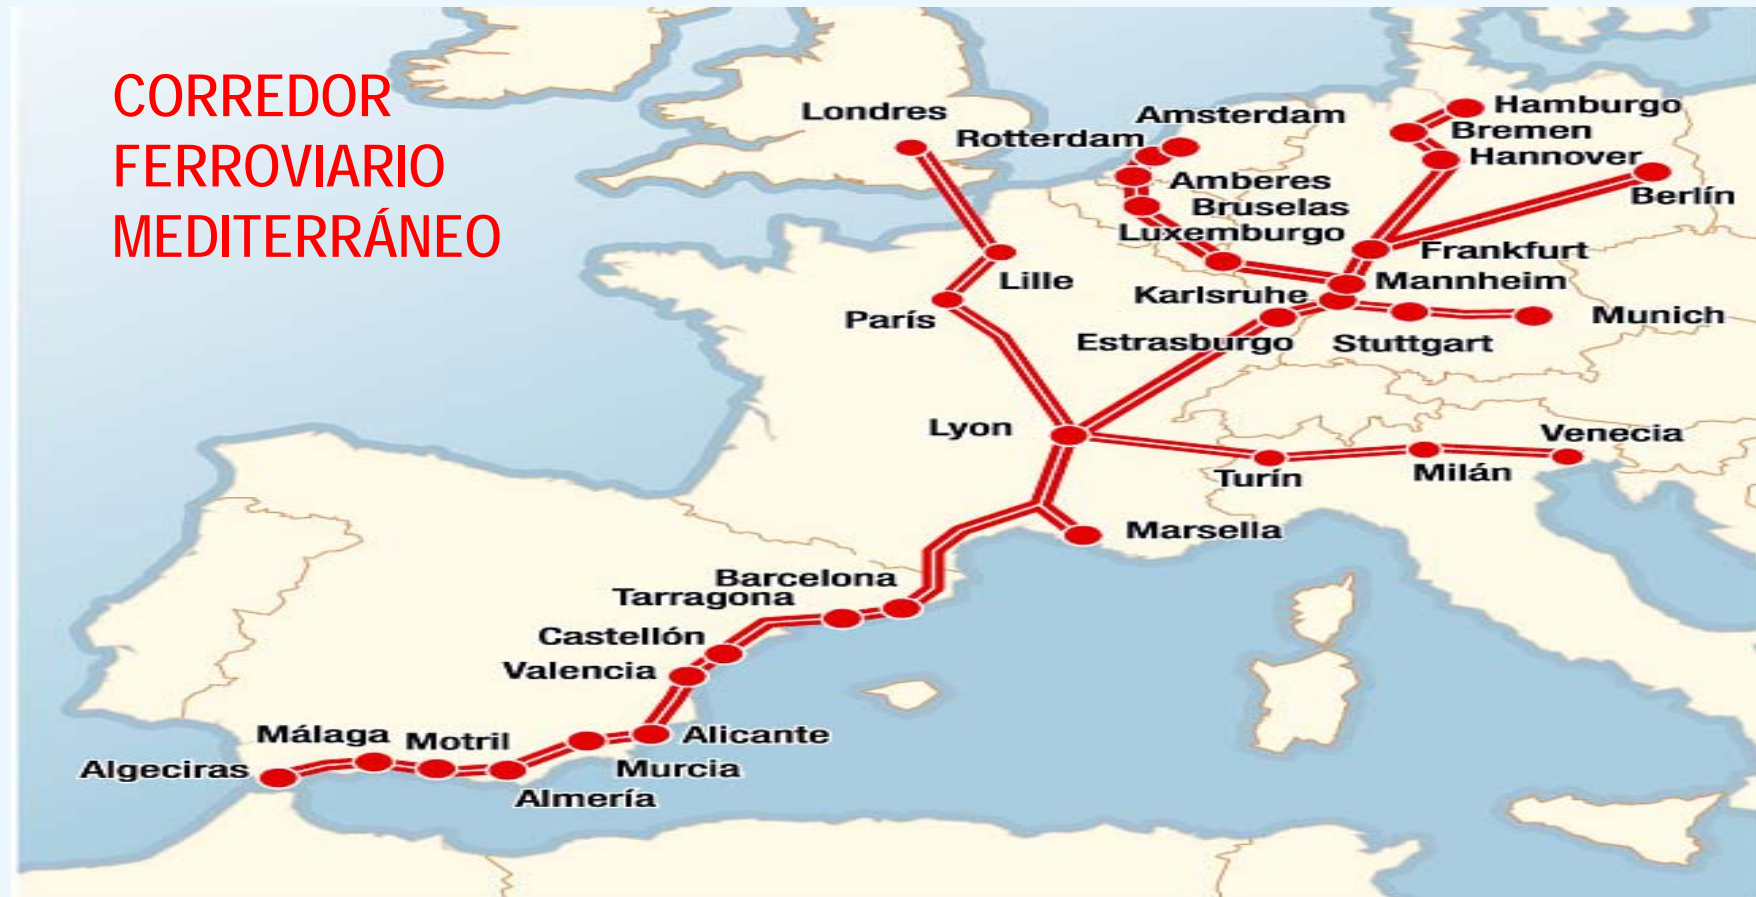 CORREDOR
FERROVIARIO
MEDITERRÁNEO
Londres
Rotterdam
Amsterdam
Hamburgo
Bremen
Hannover
Amberes
Berlín
Bruselas
Luxemburgo
Frankfurt
Lille
Mannheim
Karlsruhe
París
Munich
Estrasburgo
Stuttgart
Lyon
Venecia
Turín
Milán
Marsella
Barcelona
Tarragona
Castellón
Valencia
Málaga
Motril
Alicante
Algeciras
Murcia
Almería